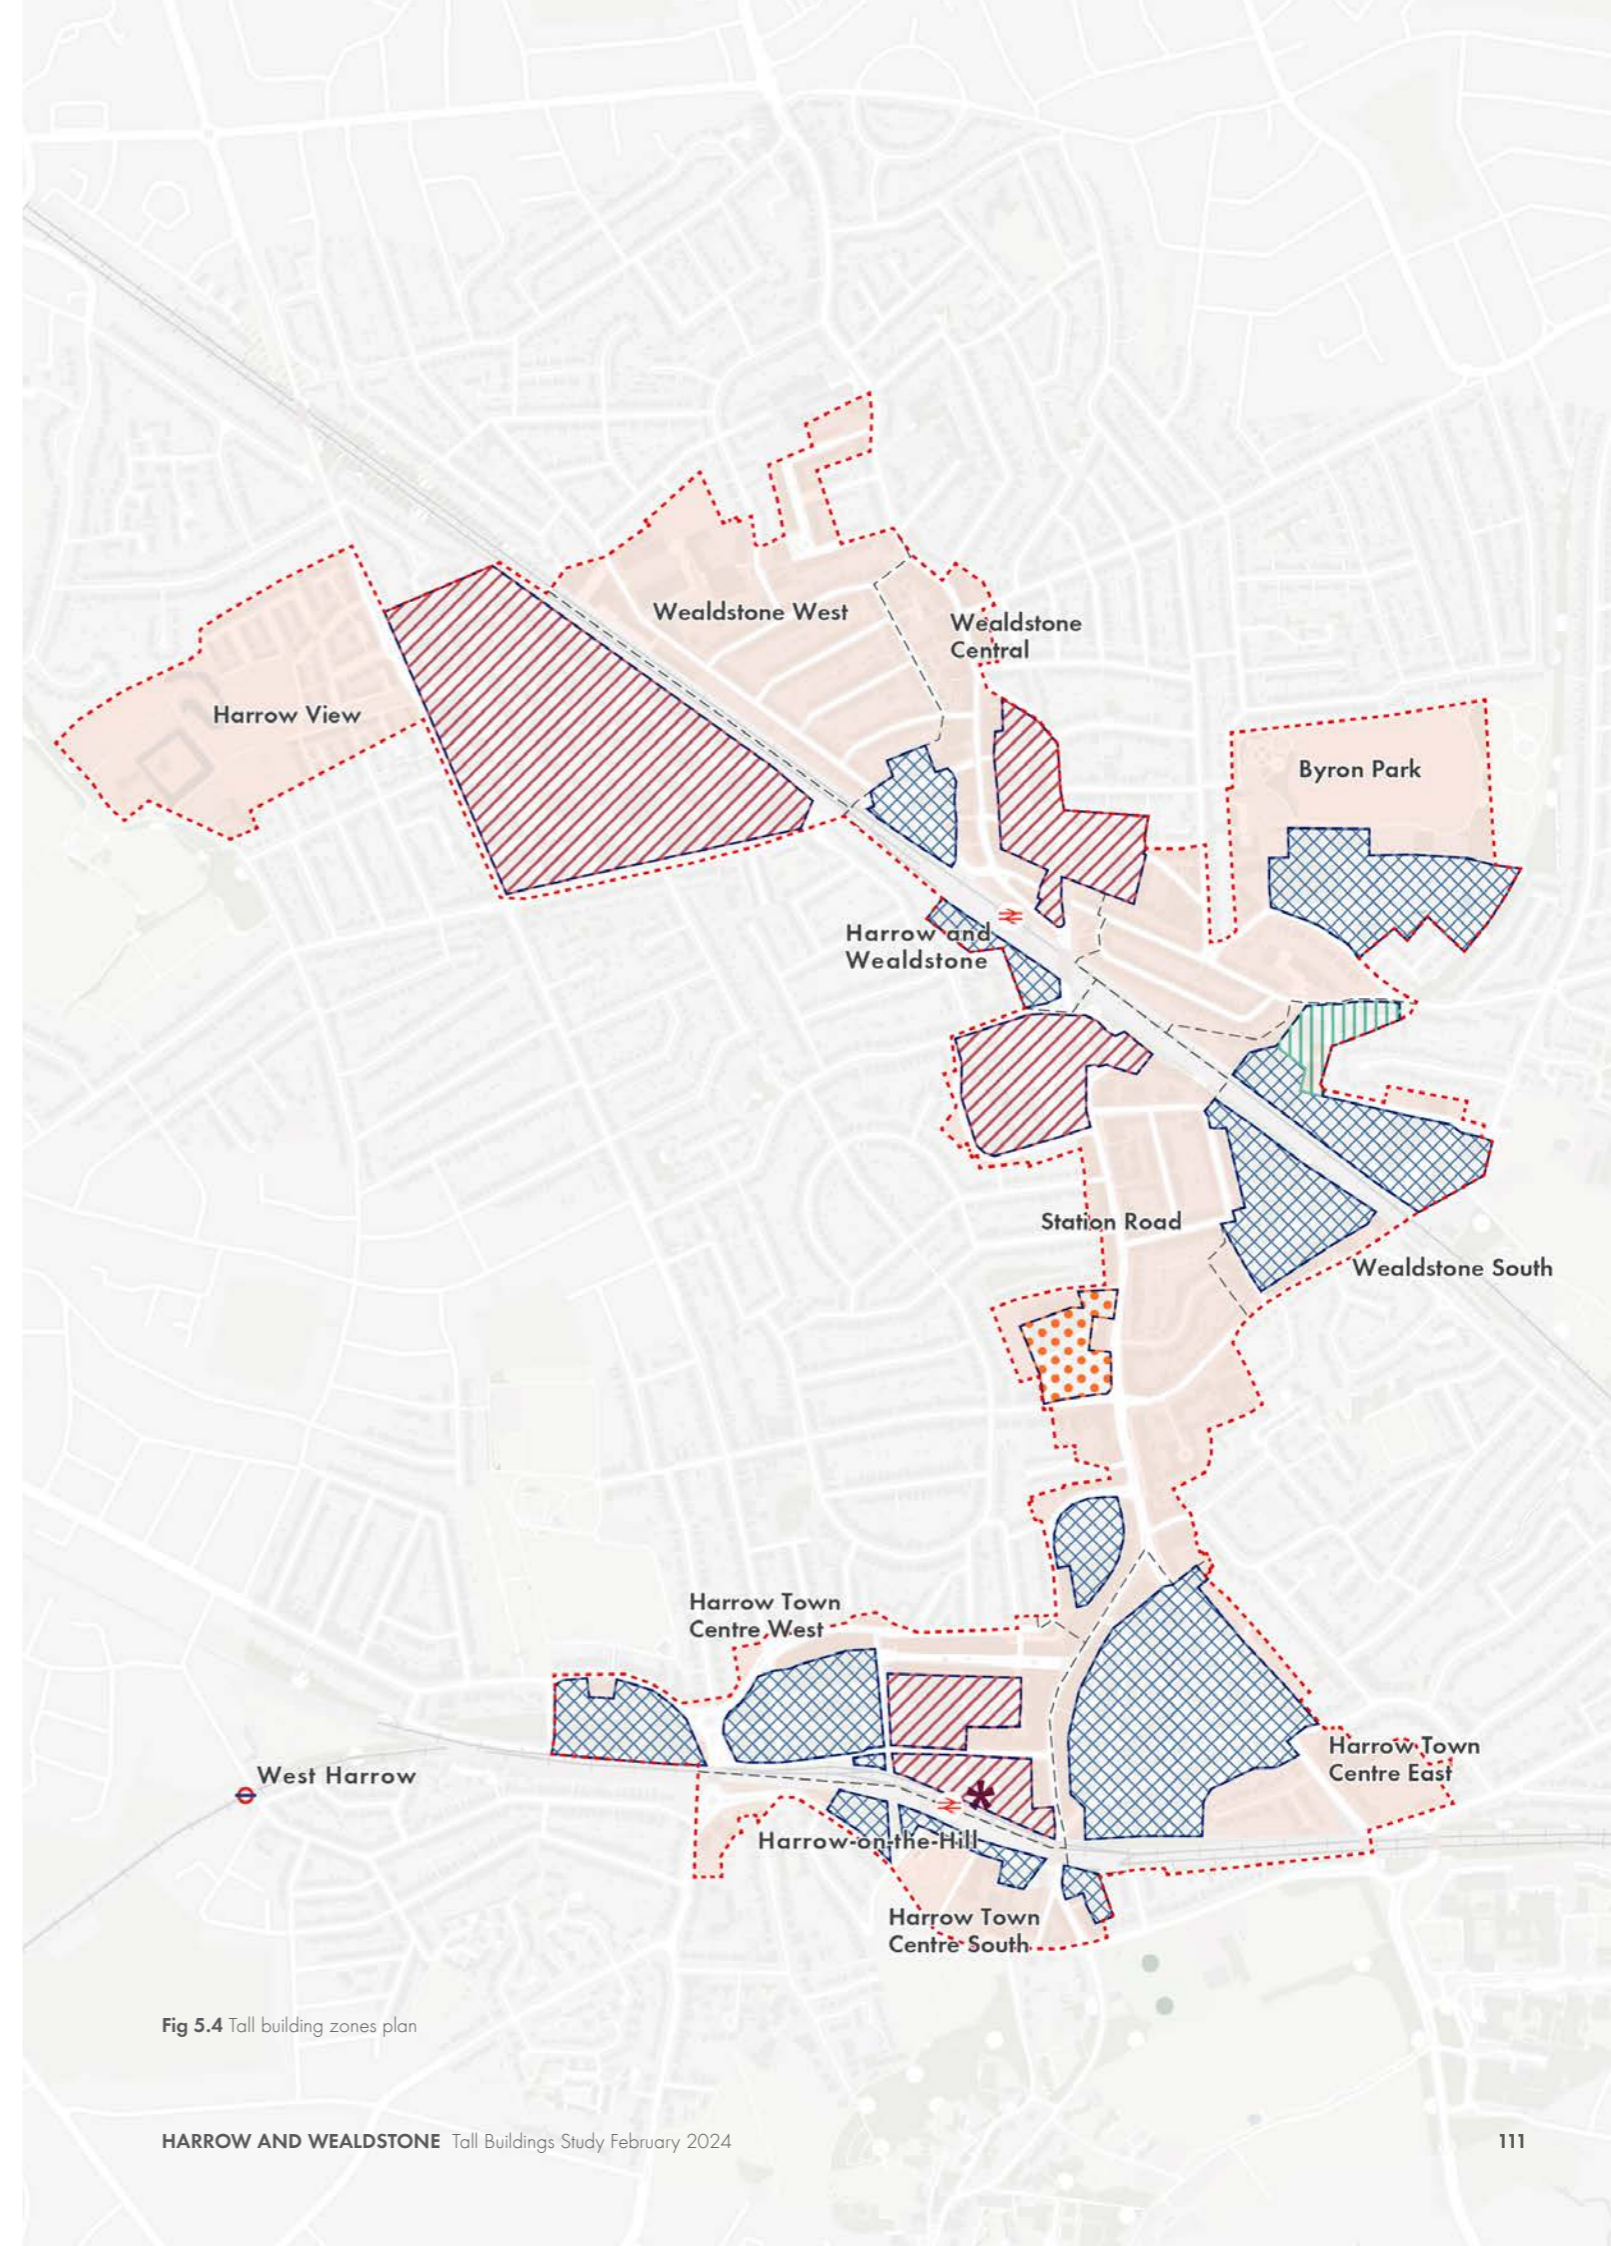 Wealdstone West
Wealdstone
Central
Harrow View
Byron Park
Harrow and
Wealdstone
Station Road
Wealdstone South
Harrow Town
Centre West
Harrow Town
Centre East
West Harrow
Harrow-on-the-Hill
Harrow Town
Centre South
Fig 5.4 Tall building zones plan
HARROW AND WEALDSTONE Tall Buildings Study February 2024
111